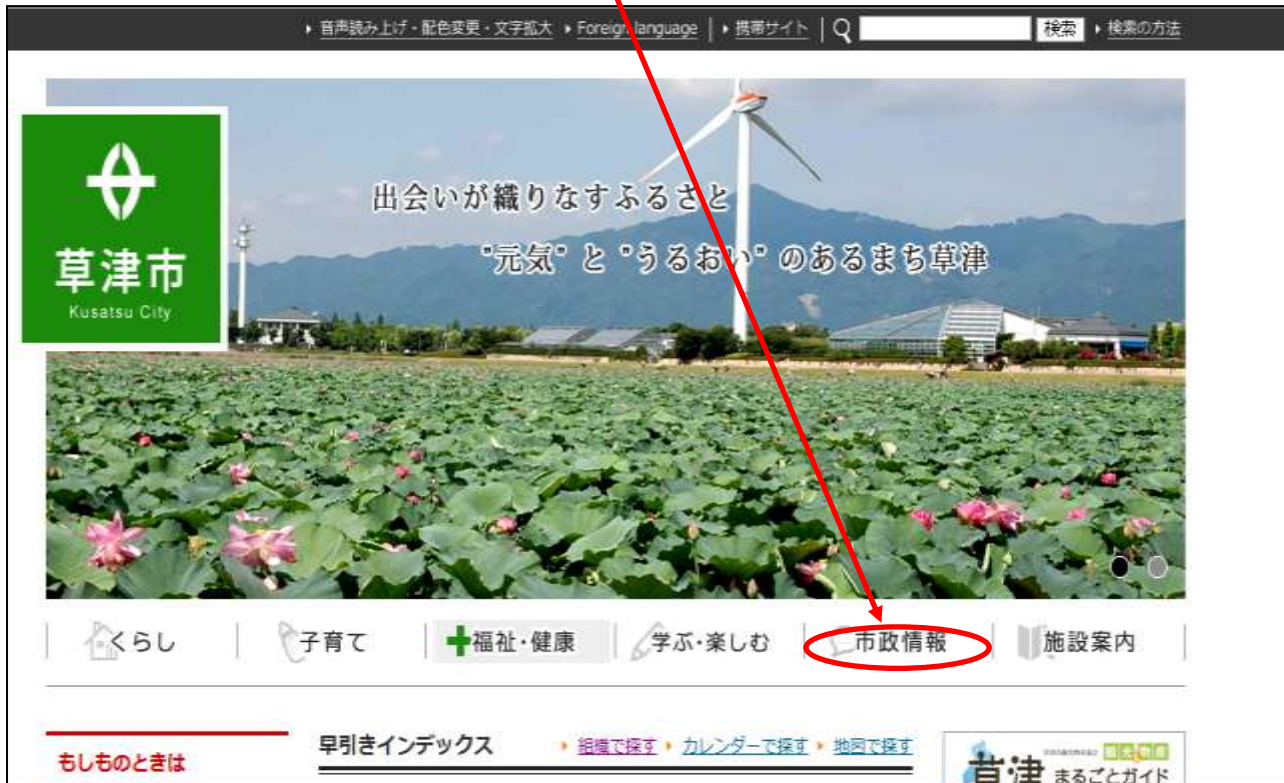 音声読み上げ・配色変更・文字拡大 Foreign language 携帯サイト 検索 検索の方法
出会いが織りなすふるさと
"元気" と "うるおい" のあるまち草津
草津市
Kusatsu City
くらし 子育て 福祉・健康 学ぶ・楽しむ 市政情報 施設案内
もしものときは
早引きインデックス 組織で探す カレンダーで探す 地図で探す
観光物産
草津 まるごとガイド